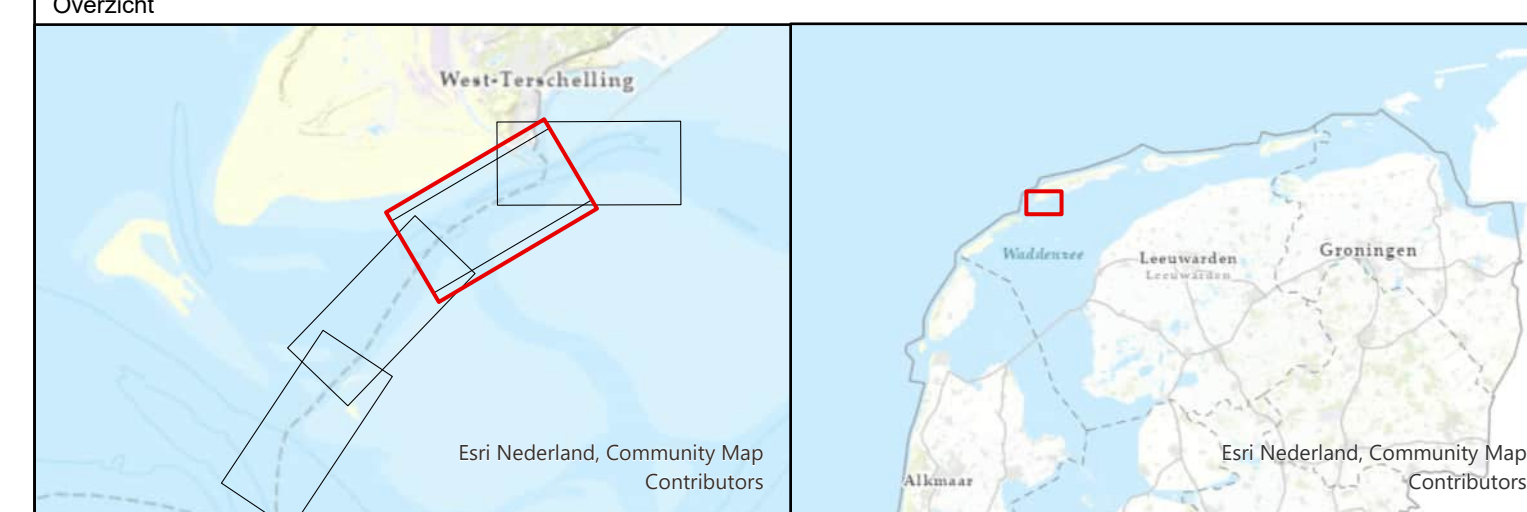 Overzicht
West-Terschelling
Esri Nederland, Community Map
Contributors
Waddenzee
Leeuwarden
Leeuwarden
Groningen
Alkmaar
Esri Nederland, Community Map
Contributors